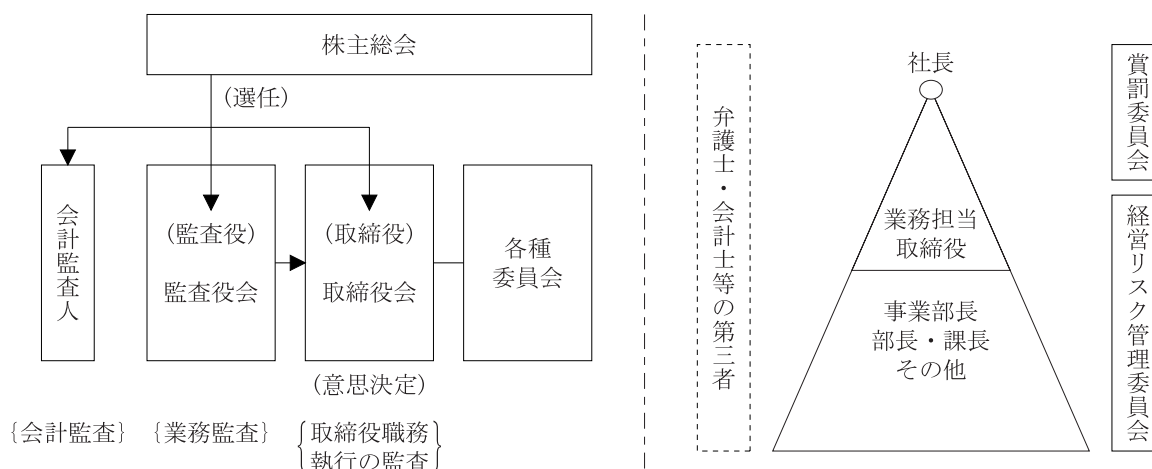 株主総会
(選任)
会計監査人
(監査役)
監査役会
(取締役)
取締役会
各種
委員会
(意思決定)
{会計監査}
{業務監査}
{取締役職務
執行の監査}
弁護士・会計士等の第三者
社長
業務担当
取締役
事業部長
部長・課長
その他
賞罰委員会
経営リスク管理委員会